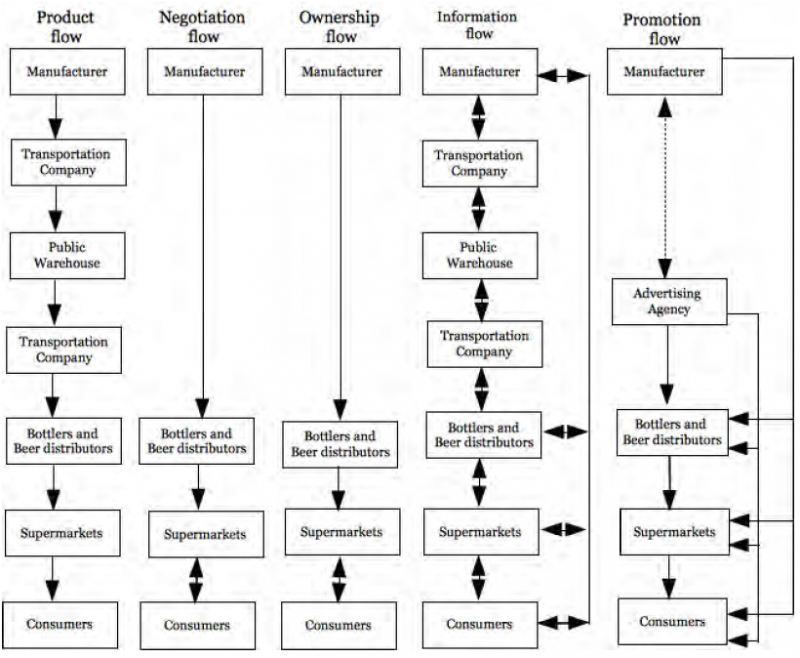 Product
flow
Manufacturer
Transportation
Company
Public
Warehouse
Transportation
Company
Bottlers and
Beer distributors
Supermarkets
Consumers
Negotiation
flow
Manufacturer
Bottlers and
Beer distributors
Supermarkets
Consumers
Ownership
flow
Manufacturer
Bottlers and
Beer distributors
Supermarkets
Consumers
Information
flow
Manufacturer
Transportation
Company
Public
Warehouse
Transportation
Company
Bottlers and
Beer distributors
Supermarkets
Consumers
Promotion
flow
Manufacturer
Advertising
Agency
Bottlers and
Beer distributors
Supermarkets
Consumers